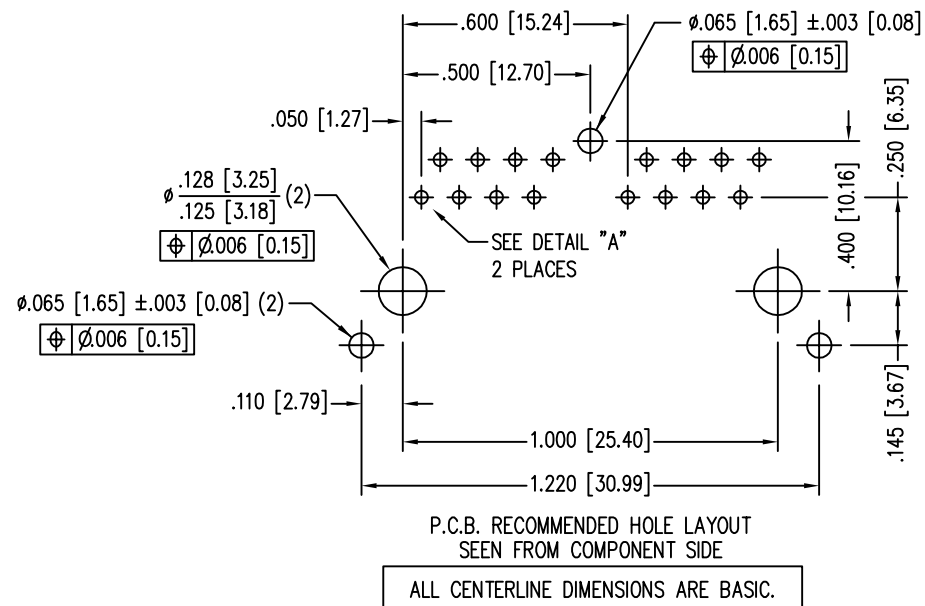 .600 [15.24]
ø.065 [1.65] ±.003 [0.08]
⌖ Ø.006 [0.15]
.500 [12.70]
.050 [1.27]
.250 [6.35]
.400 [10.16]
ø .128 [3.25]
.125 [3.18] (2)
⌖ Ø.006 [0.15]
SEE DETAIL "A"
2 PLACES
ø.065 [1.65] ±.003 [0.08] (2)
⌖ Ø.006 [0.15]
.110 [2.79]
.145 [3.67]
1.000 [25.40]
1.220 [30.99]
P.C.B. RECOMMENDED HOLE LAYOUT
SEEN FROM COMPONENT SIDE
ALL CENTERLINE DIMENSIONS ARE BASIC.